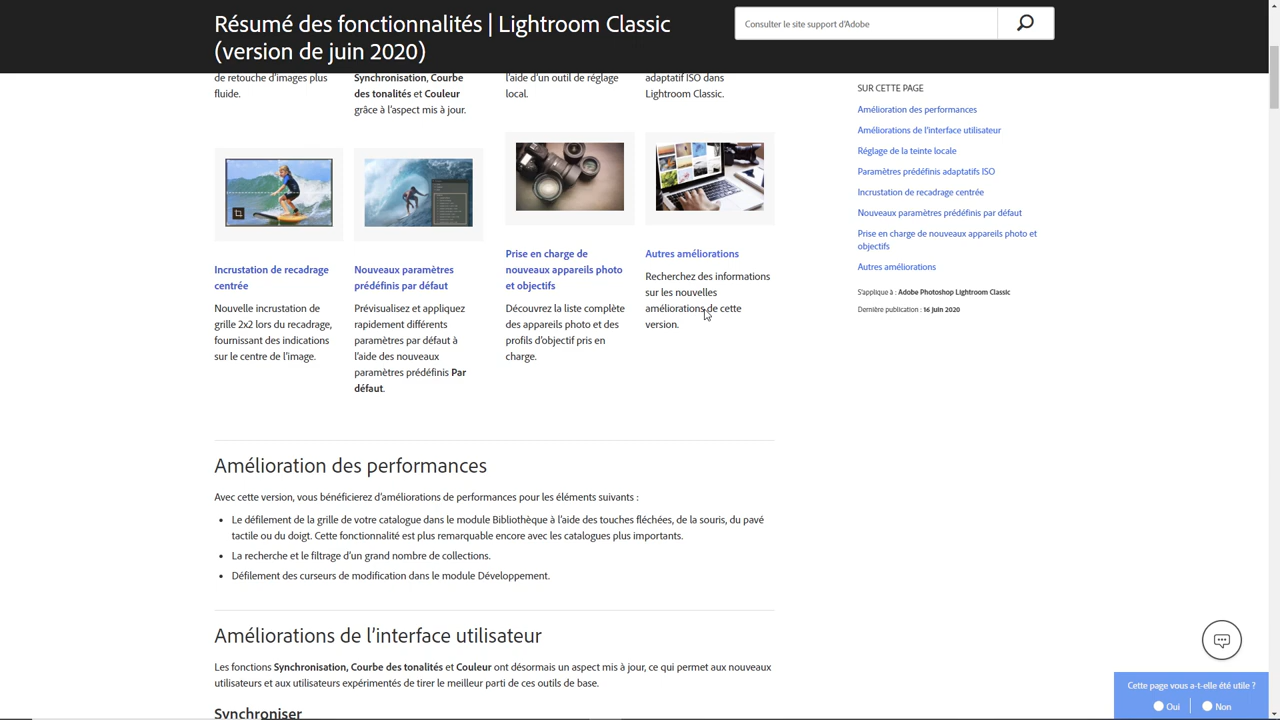 Résumé des fonctionnalités | Lightroom Classic
(version de juin 2020)
Consulter le site support d'Adobe
de retouche d'images plus
fluide.
Synchronisation, Courbe
des tonalités et Couleur
grâce à l'aspect mis à jour.
l'aide d'un outil de réglage
local.
adaptatif ISO dans
Lightroom Classic.
Incrustation de recadrage
centrée
Nouvelle incrustation de
grille 2x2 lors du recadrage,
fournissant des indications
sur le centre de l'image.
Nouveaux paramètres
prédéfinis par défaut
Prévisualisez et appliquez
rapidement différents
paramètres par défaut à
l'aide des nouveaux
paramètres prédéfinis Par
défaut.
Prise en charge de
nouveaux appareils photo
et objectifs
Découvrez la liste complète
des appareils photo et des
profils d'objectif pris en
charge.
Autres améliorations
Recherchez des informations
sur les nouvelles
améliorations de cette
version.
SUR CETTE PAGE
Amélioration des performances
Améliorations de l'interface utilisateur
Réglage de la teinte locale
Paramètres prédéfinis adaptatifs ISO
Incrustation de recadrage centrée
Nouveaux paramètres prédéfinis par défaut
Prise en charge de nouveaux appareils photo et
objectifs
Autres améliorations
S'applique à : Adobe Photoshop Lightroom Classic
Dernière publication : 16 juin 2020
Amélioration des performances
Avec cette version, vous bénéficierez d'améliorations de performances pour les éléments suivants :
• Le défilement de la grille de votre catalogue dans le module Bibliothèque à l'aide des touches fléchées, de la souris, du pavé
tactile ou du doigt. Cette fonctionnalité est plus remarquable encore avec les catalogues plus importants.
• La recherche et le filtrage d'un grand nombre de collections.
• Défilement des curseurs de modification dans le module Développement.
Améliorations de l'interface utilisateur
Les fonctions Synchronisation, Courbe des tonalités et Couleur ont désormais un aspect mis à jour, ce qui permet aux nouveaux
utilisateurs et aux utilisateurs expérimentés de tirer le meilleur parti de ces outils de base.
Synchroniser
Cette page vous a-t-elle été utile ?
Oui
Non